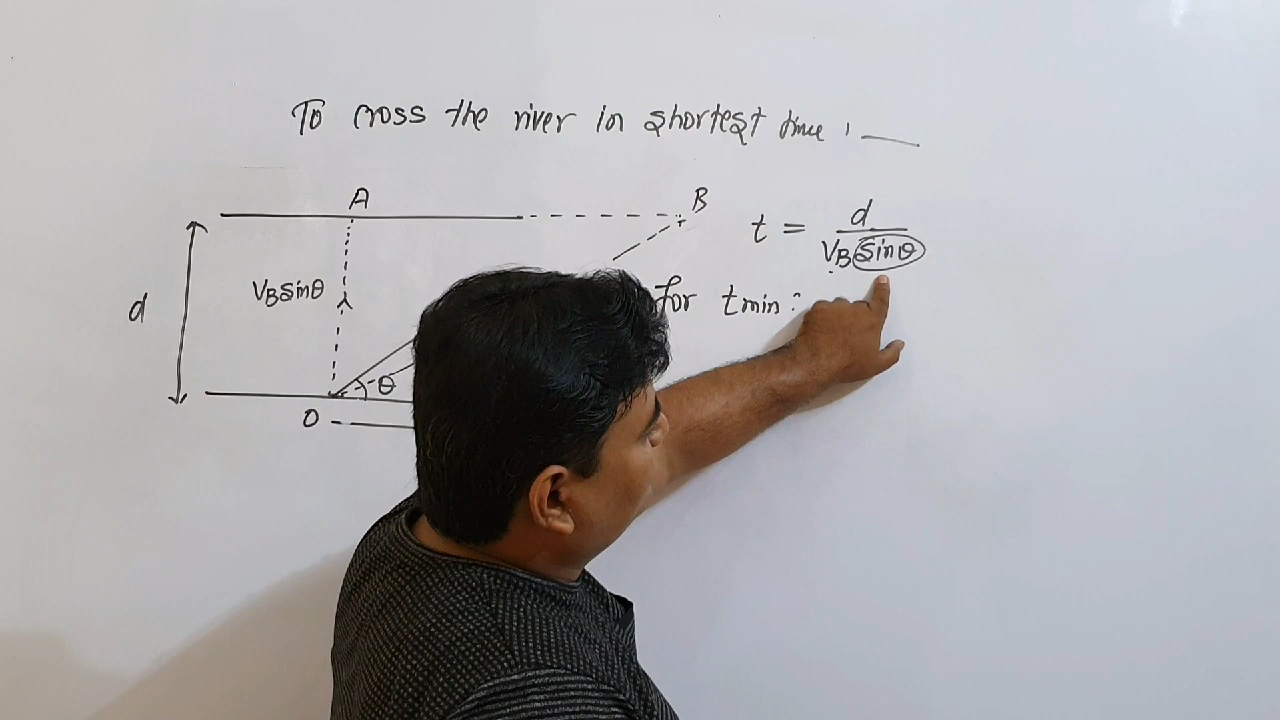 To cross the river in shortest time :
A
B
t = d / VB sinθ
VB sinθ
d
for tmin :
θ
O